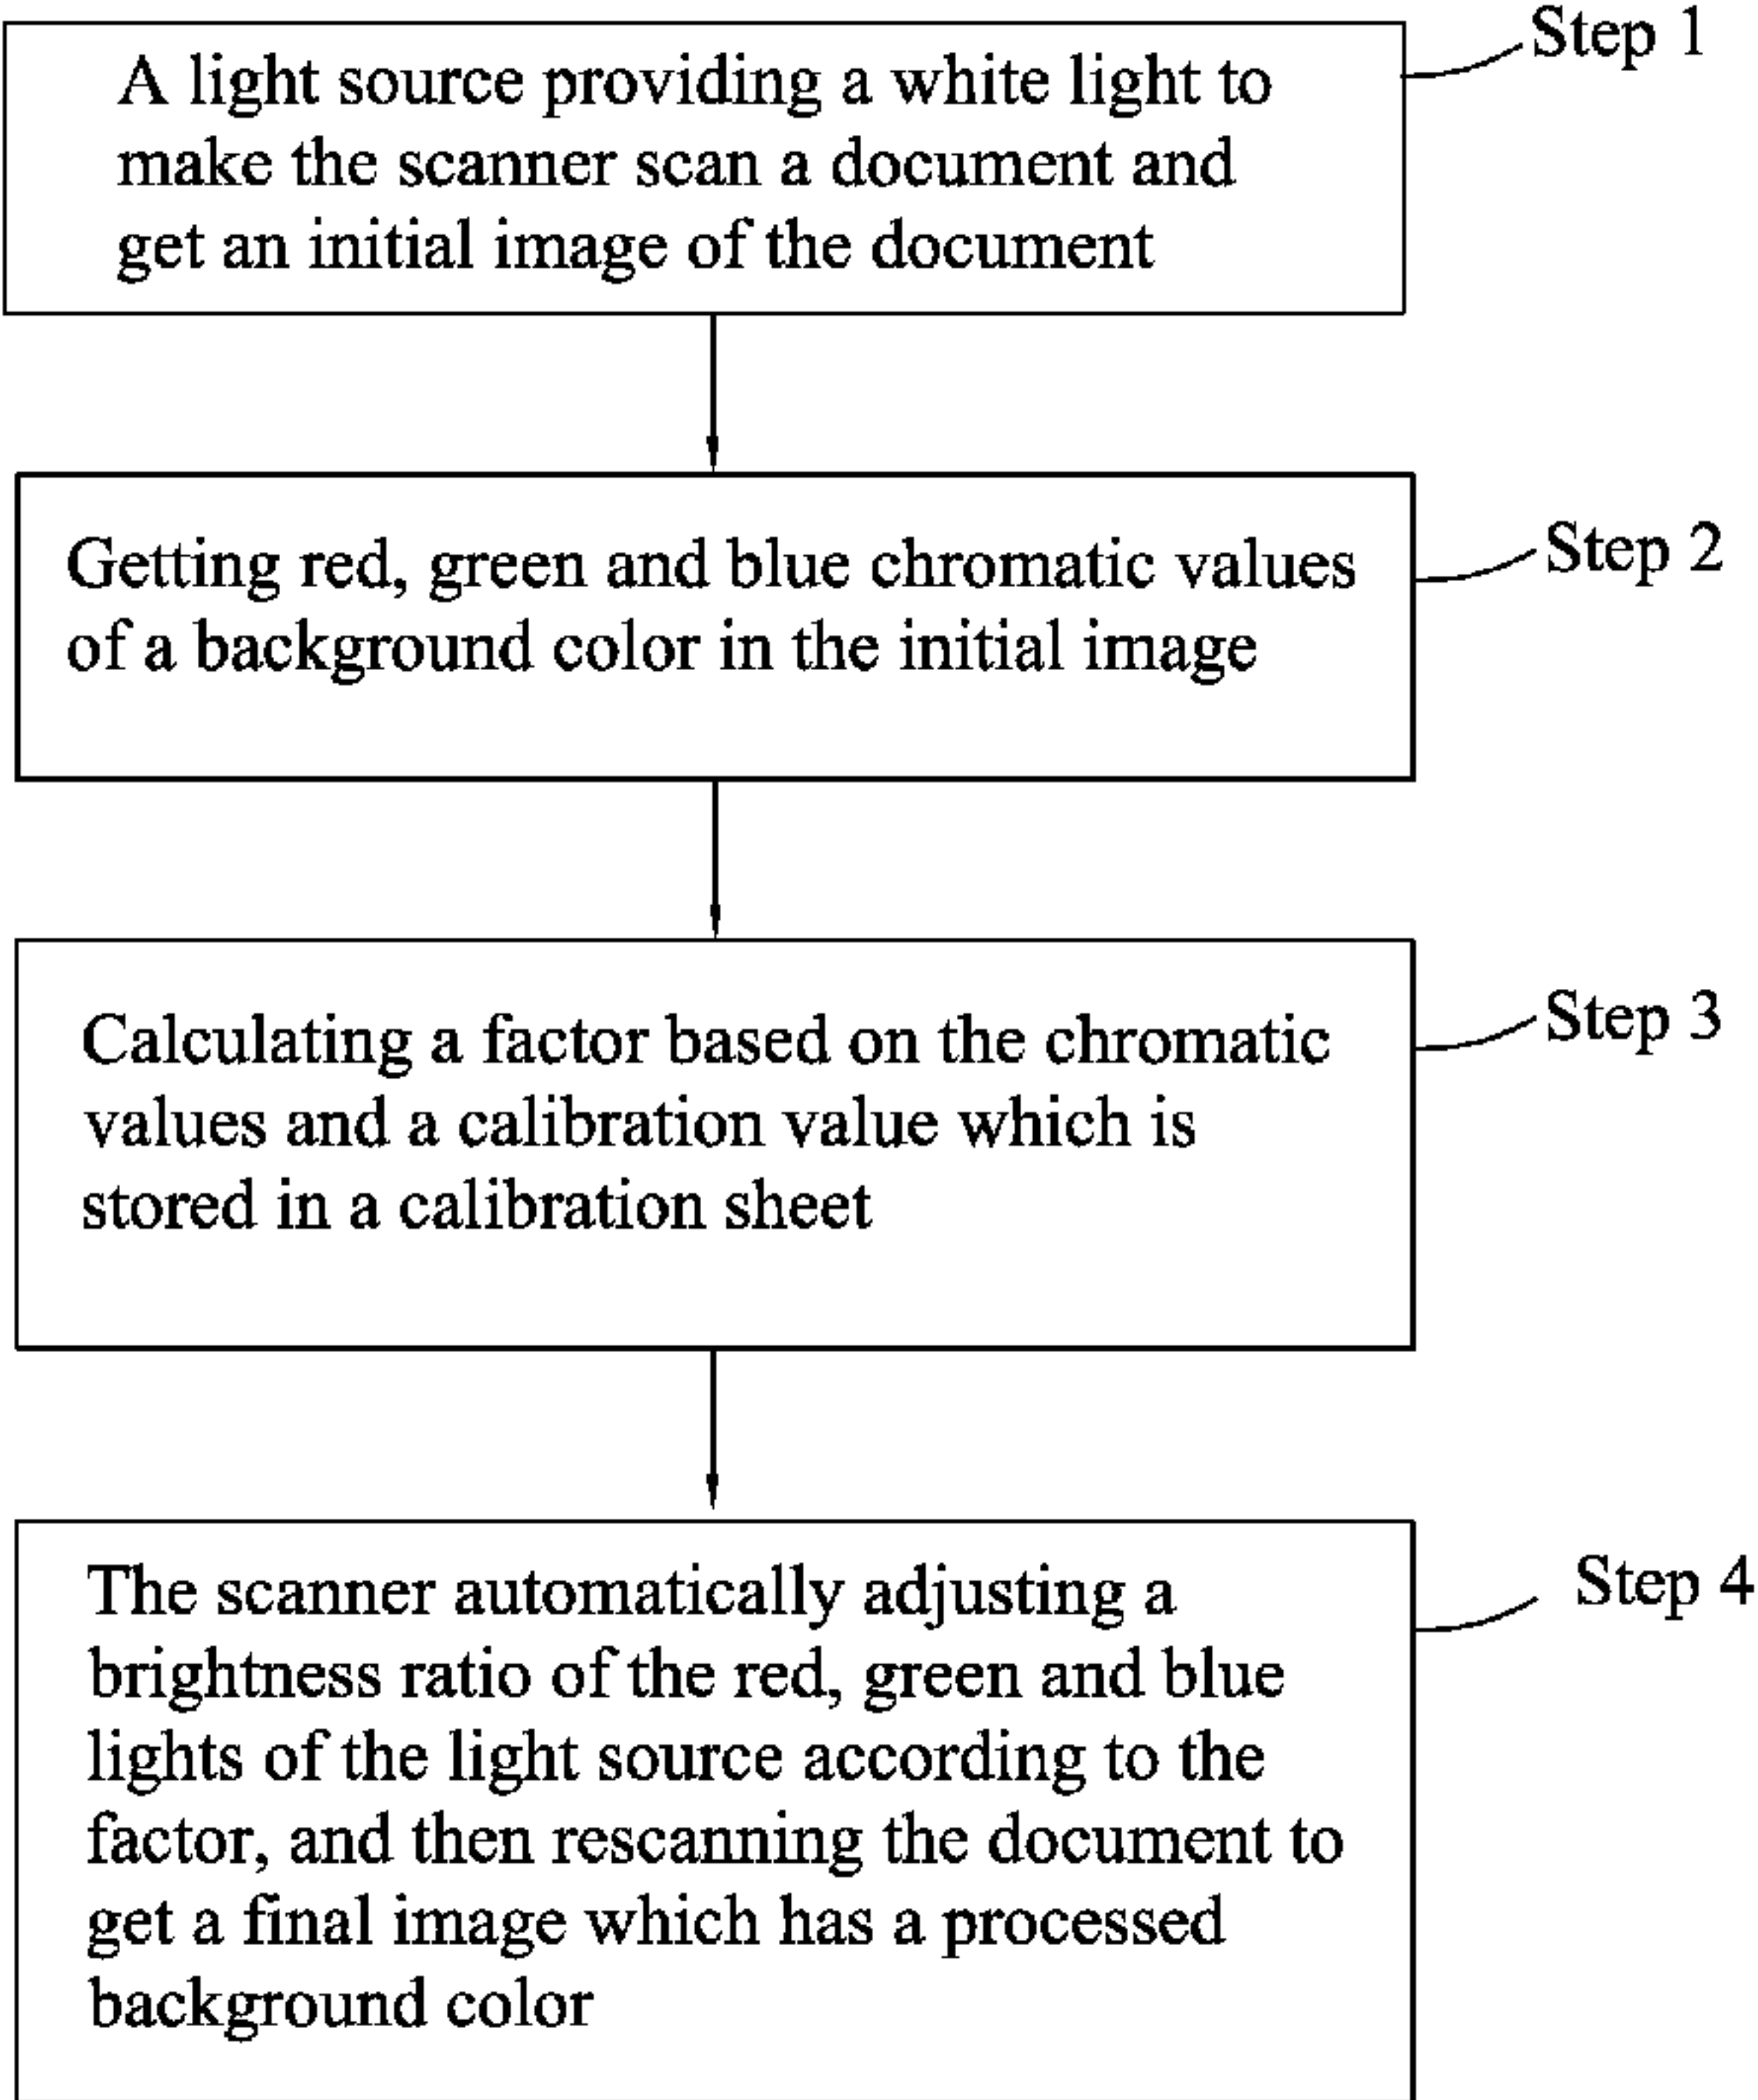 Step 1
A light source providing a white light to
make the scanner scan a document and
get an initial image of the document
Step 2
Getting red, green and blue chromatic values
of a background color in the initial image
Step 3
Calculating a factor based on the chromatic
values and a calibration value which is
stored in a calibration sheet
Step 4
The scanner automatically adjusting a
brightness ratio of the red, green and blue
lights of the light source according to the
factor, and then rescanning the document to
get a final image which has a processed
background color